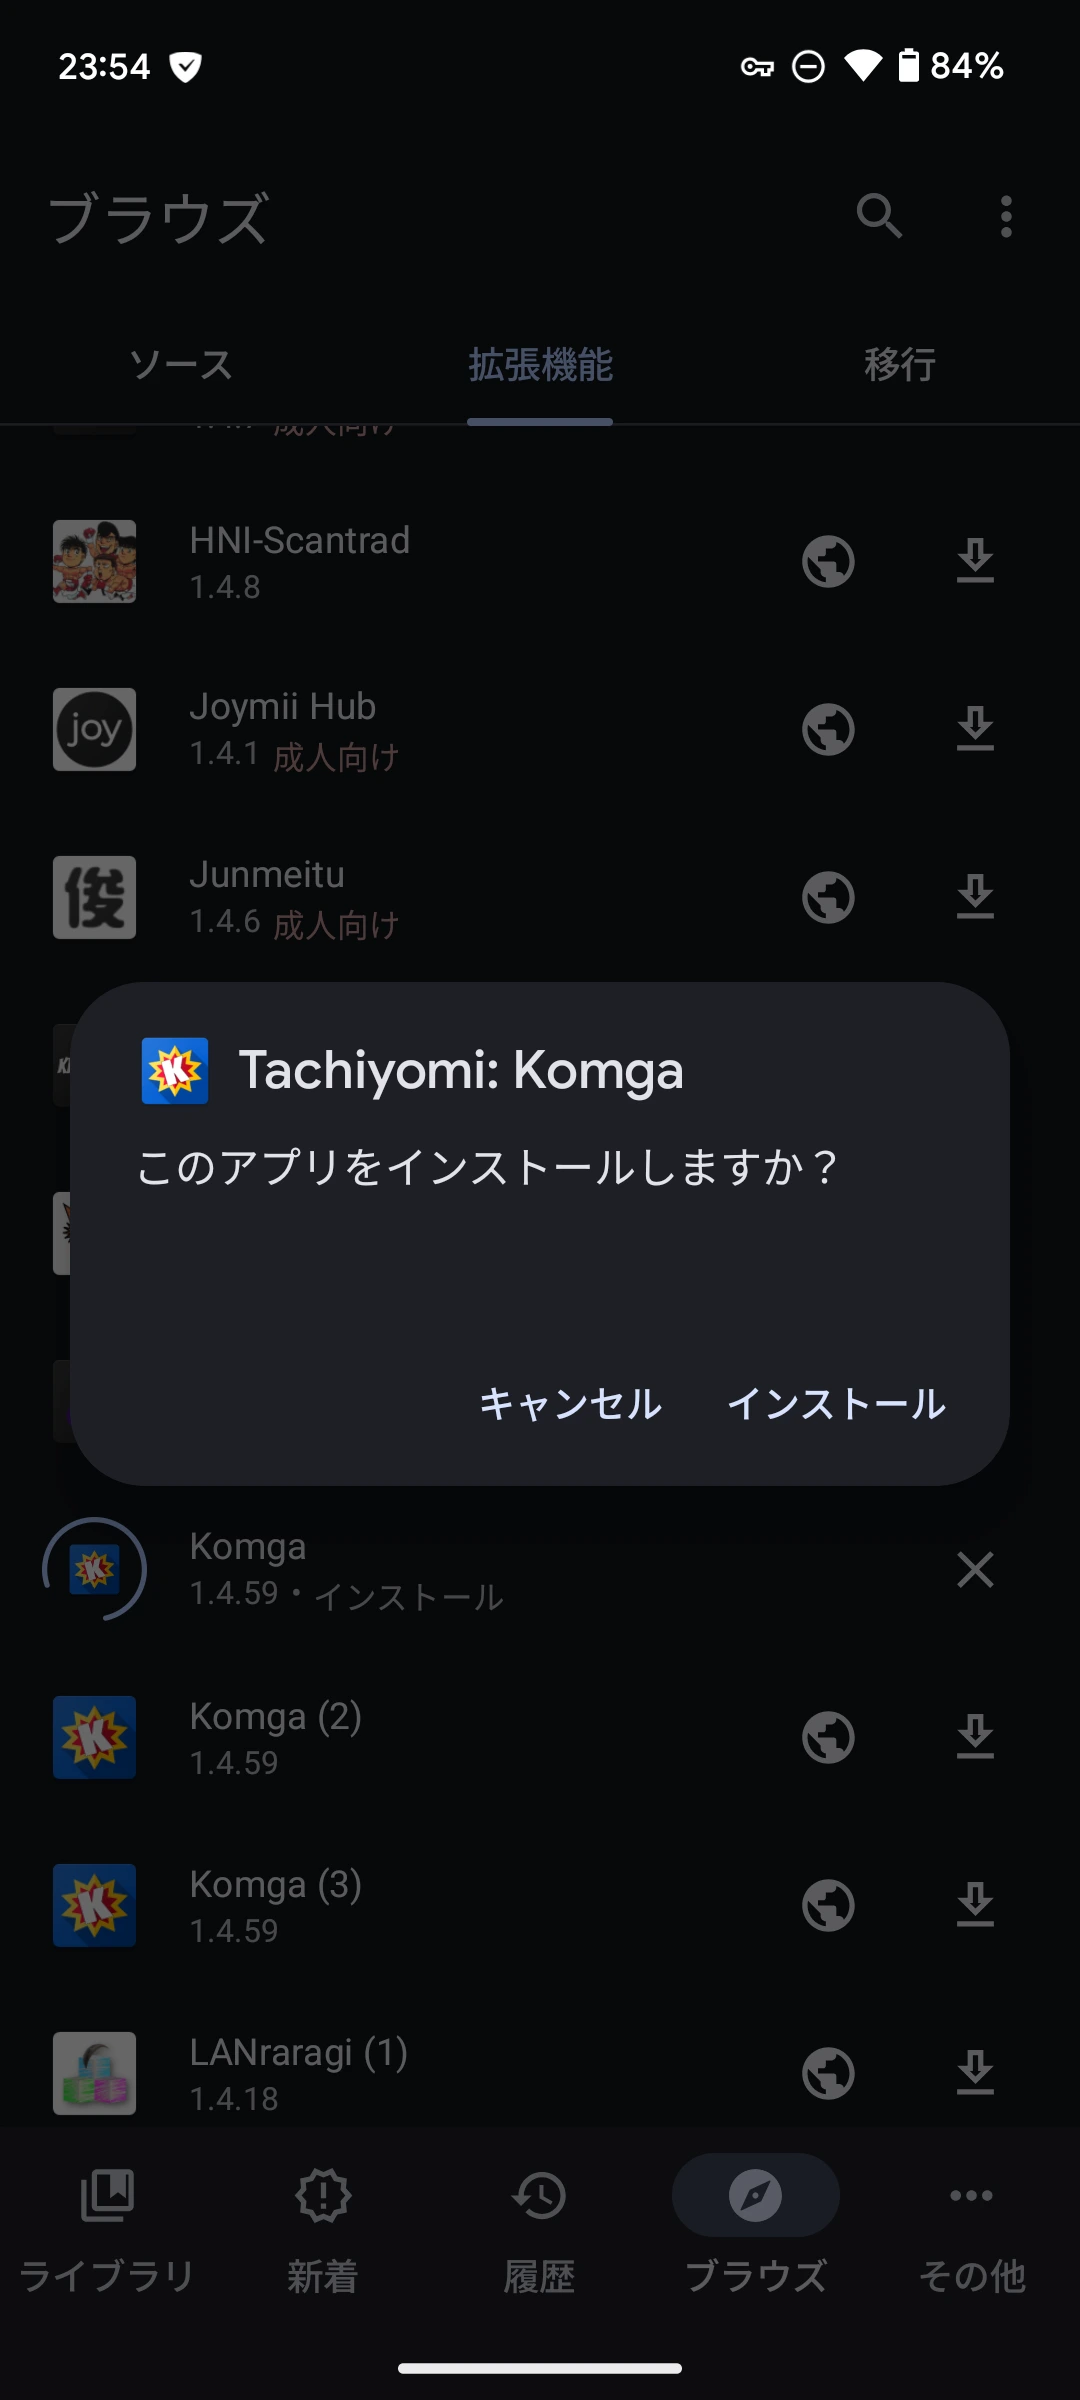 23:54
84%
ブラウズ
ソース
拡張機能
移行
成人向け
HNI-Scantrad
1.4.8
joy
Joymii Hub
1.4.1 成人向け
俊
Junmeitu
1.4.6 成人向け
K
Tachiyomi: Komga
このアプリをインストールしますか？
キャンセル
インストール
K
Komga
1.4.59・インストール
K
Komga (2)
1.4.59
K
Komga (3)
1.4.59
LANraragi (1)
1.4.18
ライブラリ
新着
履歴
ブラウズ
その他